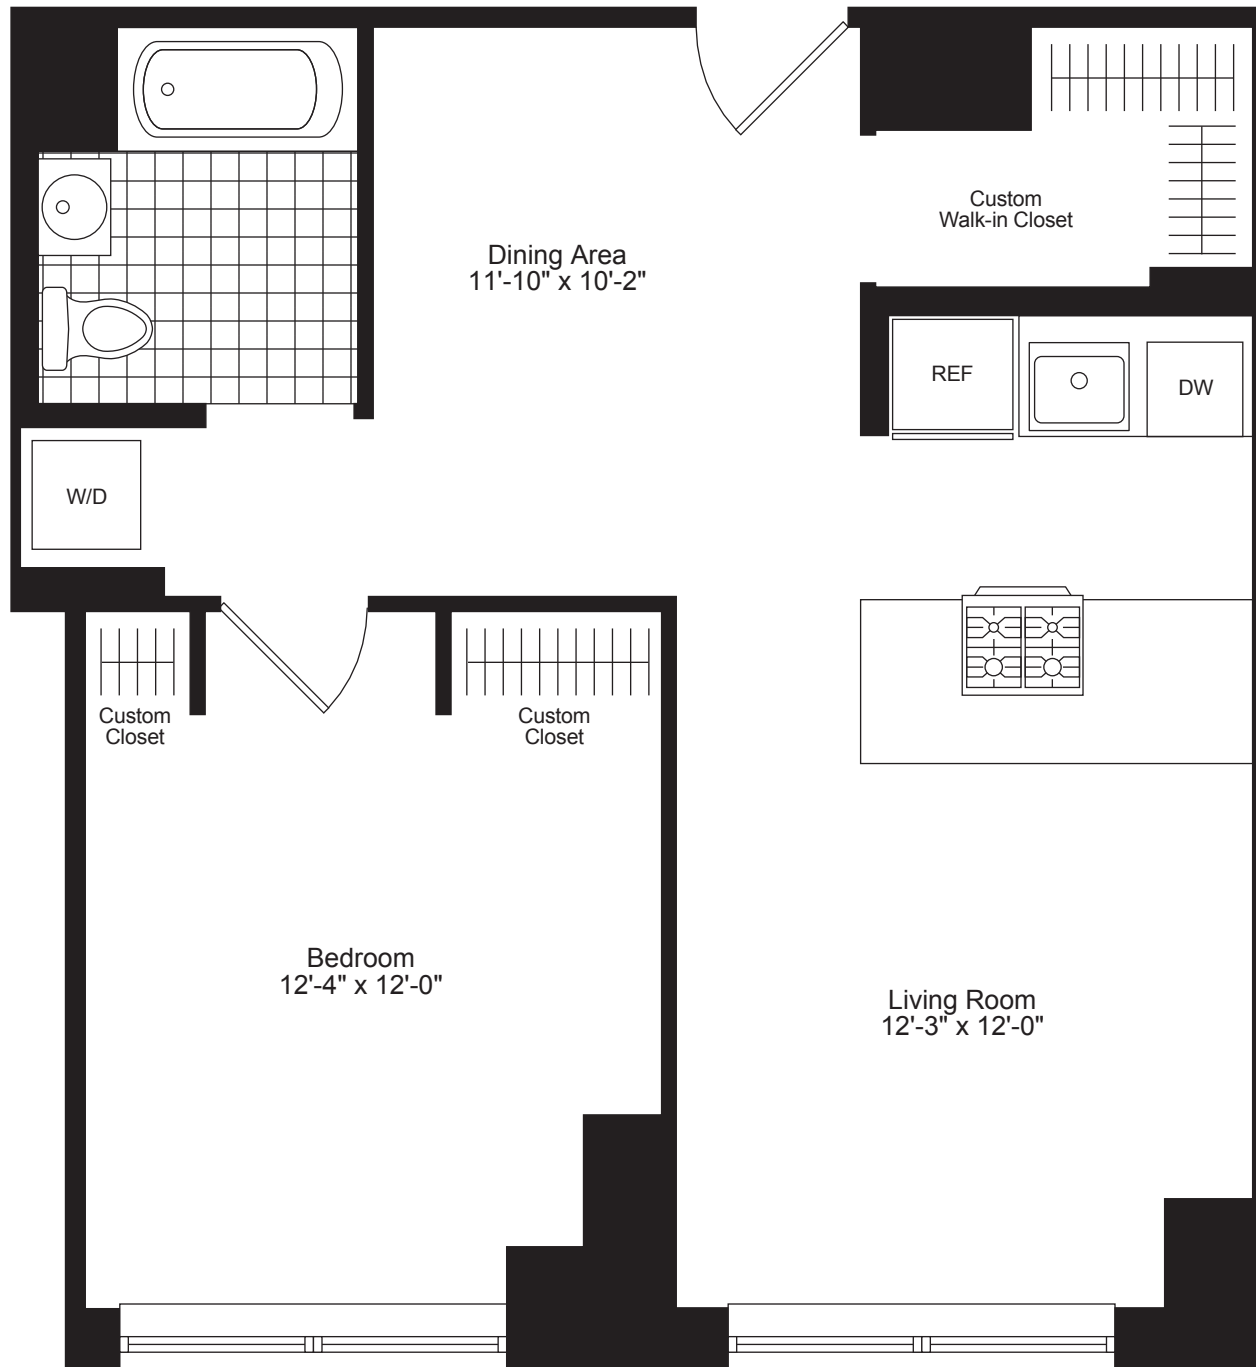 Custom
Walk-in Closet
Dining Area
11'-10" x 10'-2"
REF
DW
W/D
Custom
Closet
Custom
Closet
Bedroom
12'-4" x 12'-0"
Living Room
12'-3" x 12'-0"